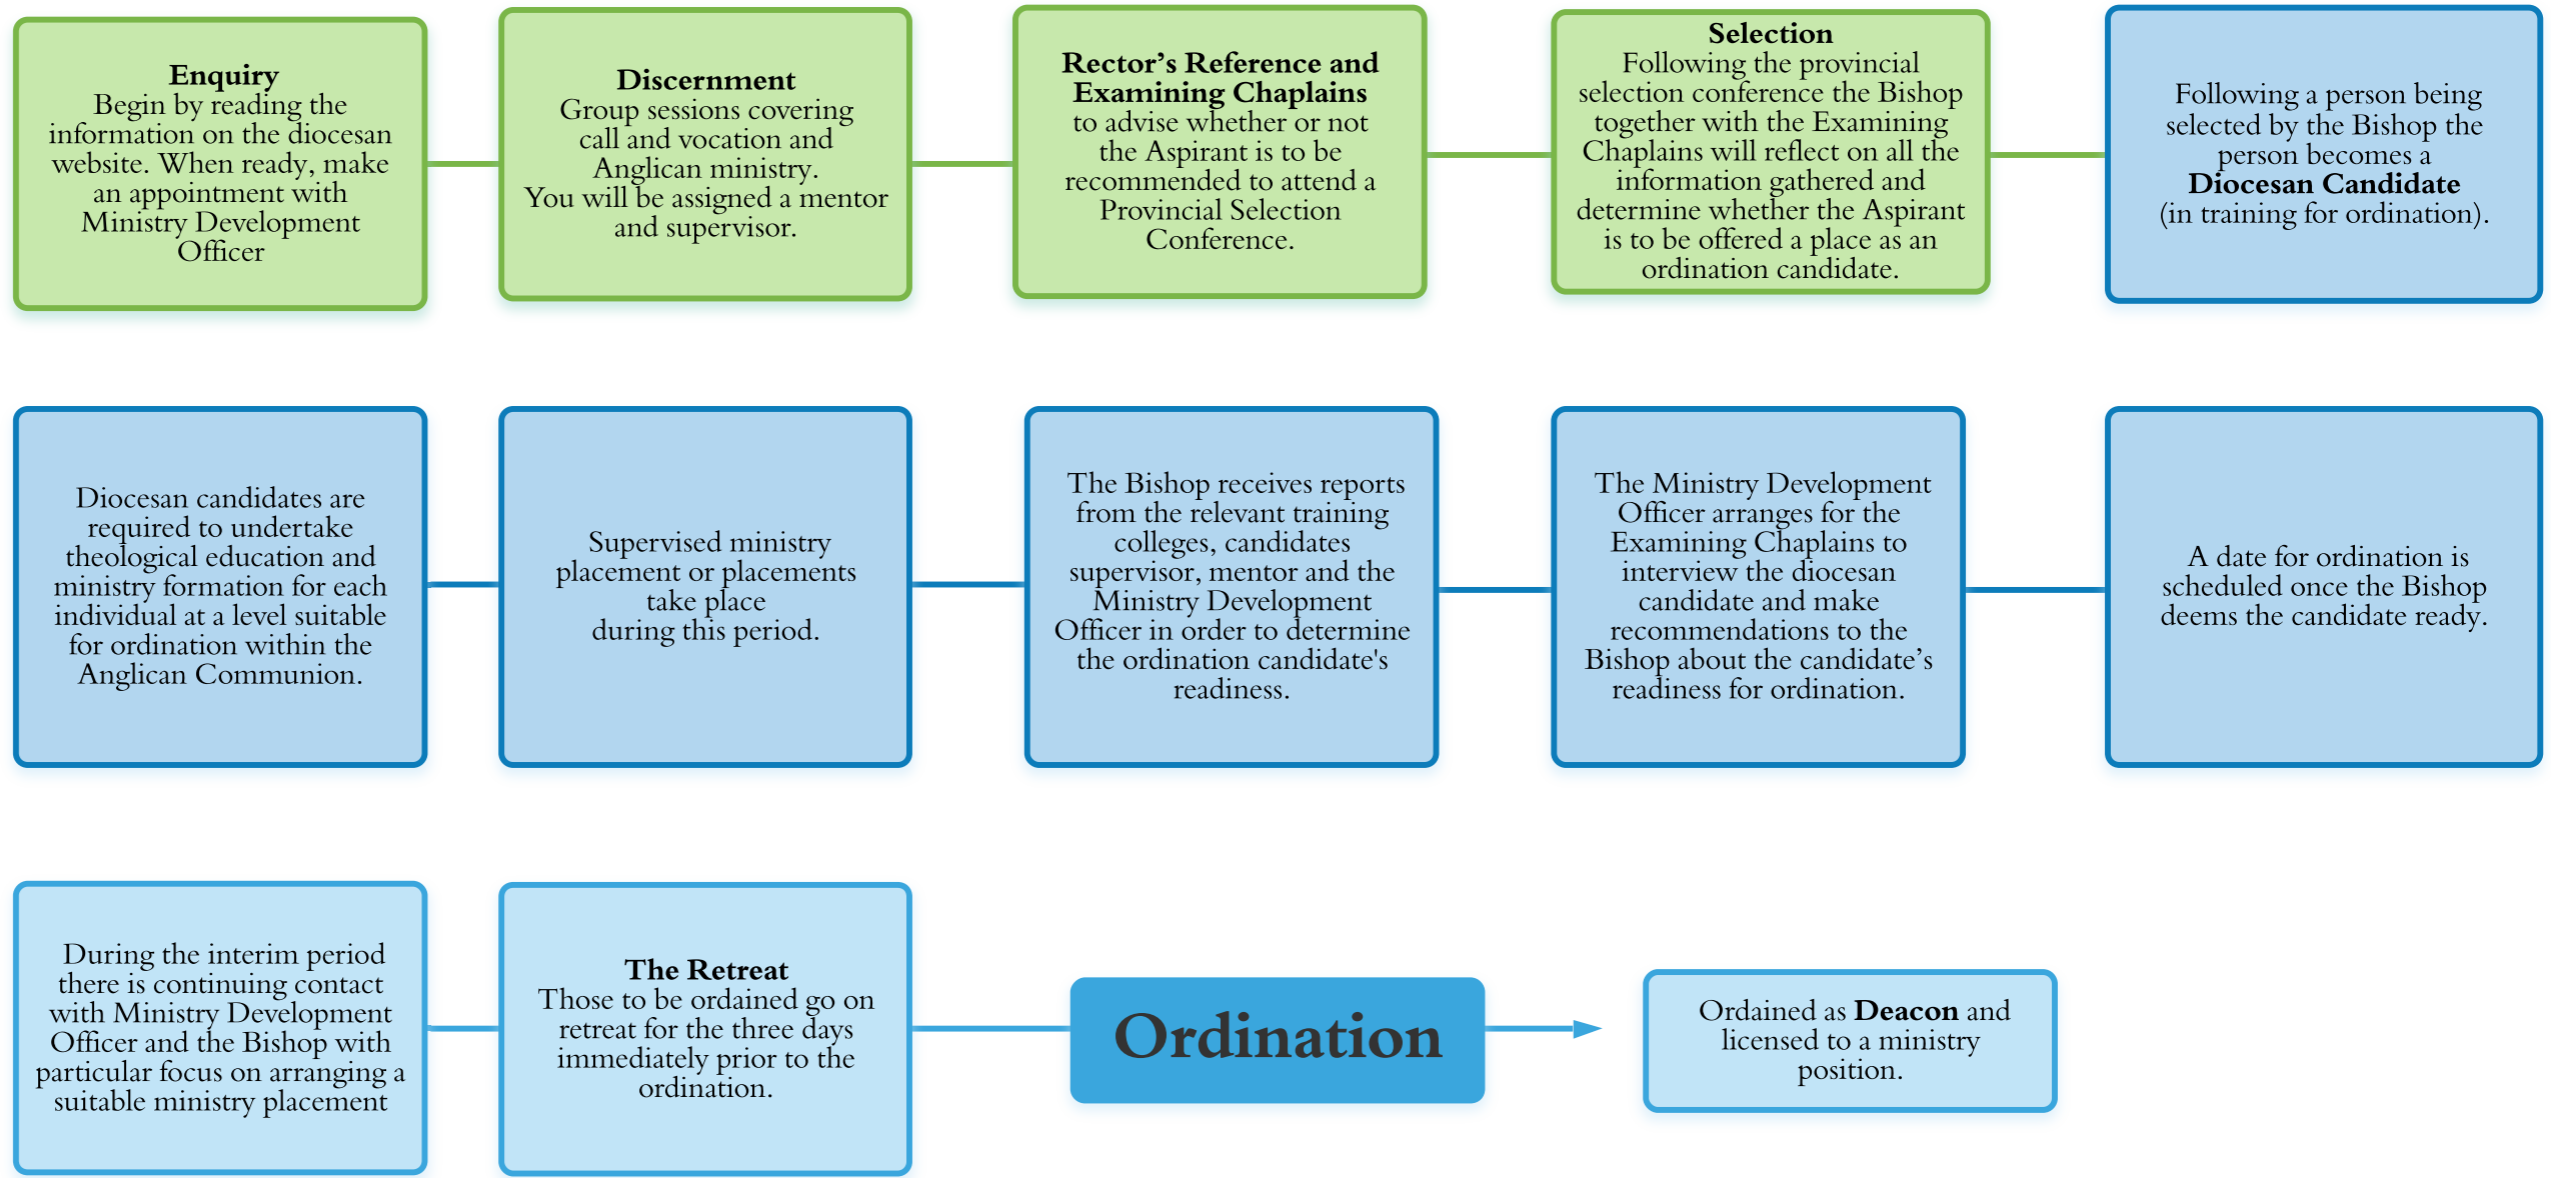 Enquiry
Begin by reading the
information on the diocesan
website. When ready, make
an appointment with
Ministry Development
Officer
Discernment
Group sessions covering
call and vocation and
Anglican ministry.
You will be assigned a mentor
and supervisor.
Rector’s Reference and
Examining Chaplains
to advise whether or not
the Aspirant is to be
recommended to attend a
Provincial Selection
Conference.
Selection
Following the provincial
selection conference the Bishop
together with the Examining
Chaplains will reflect on all the
information gathered and
determine whether the Aspirant
is to be offered a place as an
ordination candidate.
Following a person being
selected by the Bishop the
person becomes a
Diocesan Candidate
(in training for ordination).
Diocesan candidates are
required to undertake
theological education and
ministry formation for each
individual at a level suitable
for ordination within the
Anglican Communion.
Supervised ministry
placement or placements
take place
during this period.
The Bishop receives reports
from the relevant training
colleges, candidates
supervisor, mentor and the
Ministry Development
Officer in order to determine
the ordination candidate's
readiness.
The Ministry Development
Officer arranges for the
Examining Chaplains to
interview the diocesan
candidate and make
recommendations to the
Bishop about the candidate’s
readiness for ordination.
A date for ordination is
scheduled once the Bishop
deems the candidate ready.
During the interim period
there is continuing contact
with Ministry Development
Officer and the Bishop with
particular focus on arranging a
suitable ministry placement
The Retreat
Those to be ordained go on
retreat for the three days
immediately prior to the
ordination.
Ordination
Ordained as Deacon and
licensed to a ministry
position.